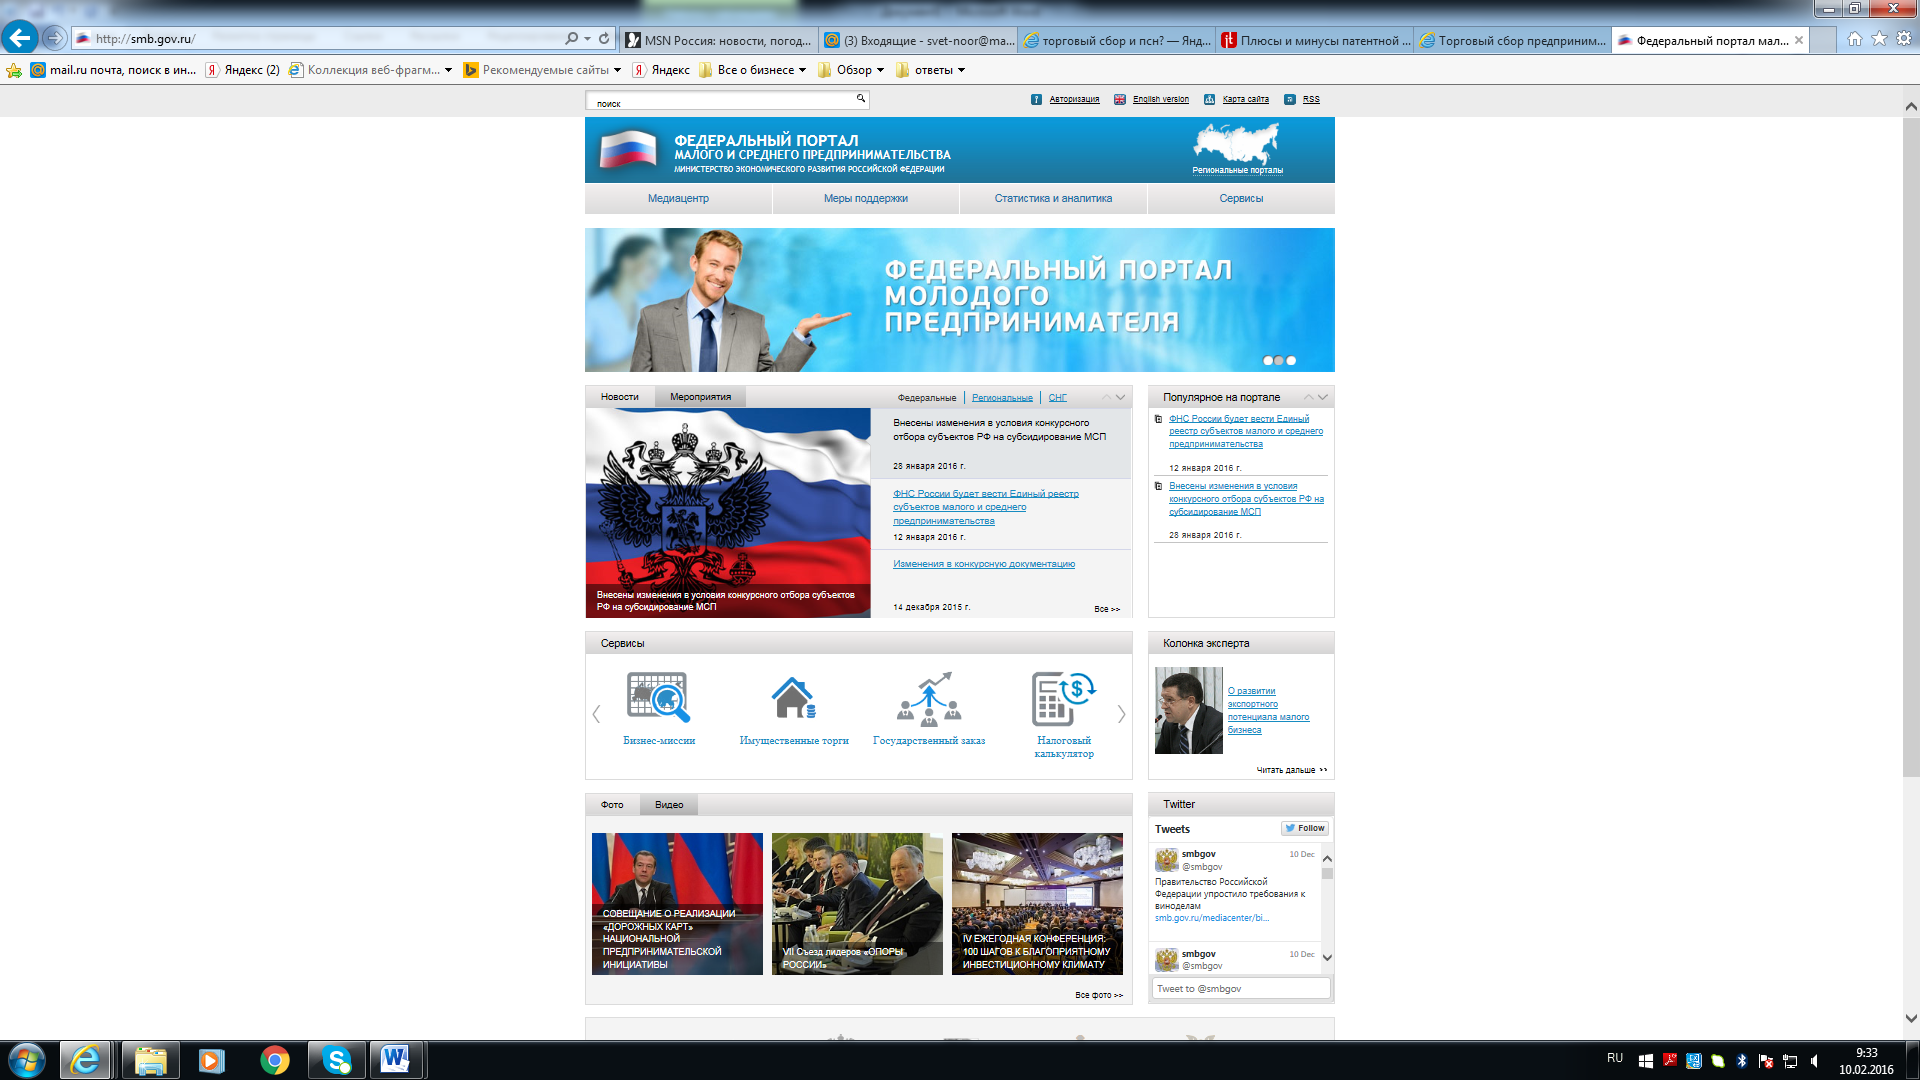 http://smb.gov.ru/
MSN Россия: новости, погод...
(3) Входящие - svet-noor@ma...
торговый сбор и псн? — Янд...
Плюсы и минусы патентной ...
Торговый сбор предприним...
Федеральный портал мал...
mail.ru почта, поиск в ин...
Яндекс (2)
Коллекция веб-фрагм...
Рекомендуемые сайты
Яндекс
Все о бизнесе
Обзор
ответы
поиск
Авторизация
English version
Карта сайта
RSS
ФЕДЕРАЛЬНЫЙ ПОРТАЛ
МАЛОГО И СРЕДНЕГО ПРЕДПРИНИМАТЕЛЬСТВА
МИНИСТЕРСТВО ЭКОНОМИЧЕСКОГО РАЗВИТИЯ РОССИЙСКОЙ ФЕДЕРАЦИИ
Региональные порталы
Медиацентр
Меры поддержки
Статистика и аналитика
Сервисы
ФЕДЕРАЛЬНЫЙ ПОРТАЛ
МОЛОДОГО
ПРЕДПРИНИМАТЕЛЯ
Новости
Мероприятия
Федеральные
Региональные
СНГ
Внесены изменения в условия конкурсного
отбора субъектов РФ на субсидирование МСП
28 января 2016 г.
ФНС России будет вести Единый реестр
субъектов малого и среднего
предпринимательства
12 января 2016 г.
Изменения в конкурсную документацию
14 декабря 2015 г.
Все >>
Внесены изменения в условия конкурсного отбора субъектов
РФ на субсидирование МСП
Популярное на портале
ФНС России будет вести Единый
реестр субъектов малого и среднего
предпринимательства
12 января 2016 г.
Внесены изменения в условия
конкурсного отбора субъектов РФ на
субсидирование МСП
28 января 2016 г.
Сервисы
Бизнес-миссии
Имущественные торги
Государственный заказ
Налоговый
калькулятор
Колонка эксперта
О развитии
экспортного
потенциала малого
бизнеса
Читать дальше >>
Фото
Видео
СОВЕЩАНИЕ О РЕАЛИЗАЦИИ
«ДОРОЖНЫХ КАРТ»
НАЦИОНАЛЬНОЙ
ПРЕДПРИНИМАТЕЛЬСКОЙ
ИНИЦИАТИВЫ
VII Съезд лидеров «ОПОРЫ
РОССИИ»
IV ЕЖЕГОДНАЯ КОНФЕРЕНЦИЯ:
100 ШАГОВ К БЛАГОПРИЯТНОМУ
ИНВЕСТИЦИОННОМУ КЛИМАТУ
Все фото >>
Twitter
Tweets
Follow
smbgov
10 Dec
@smbgov
Правительство Российской
Федерации упростило требования к
виноделам
smb.gov.ru/mediacenter/bi...
smbgov
10 Dec
@smbgov
Tweet to @smbgov
RU
9:33
10.02.2016